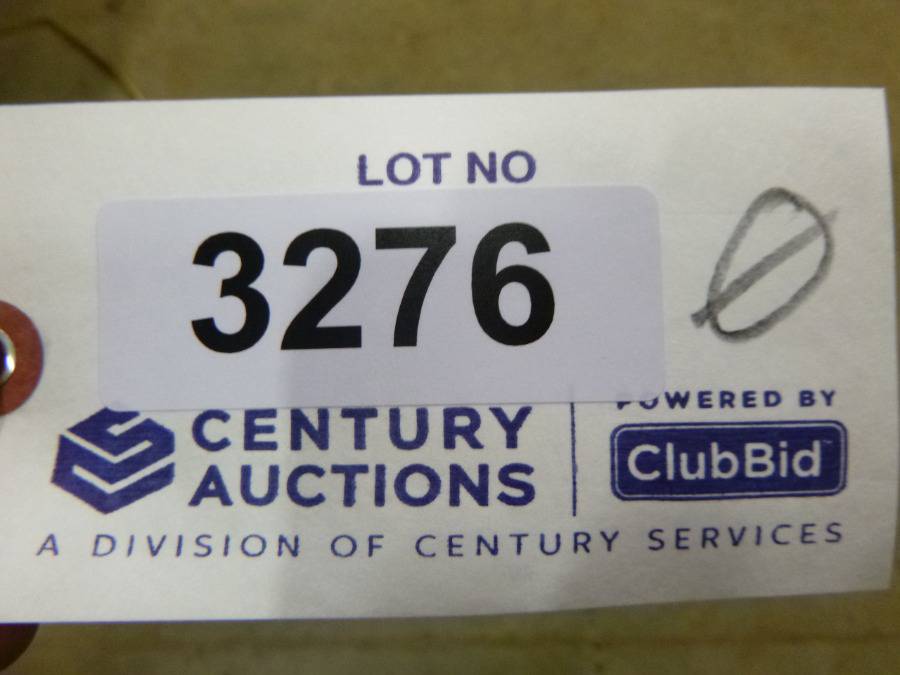 LOT NO
3276
Ø
CENTURY
AUCTIONS
POWERED BY
ClubBid
A DIVISION OF CENTURY SERVICES